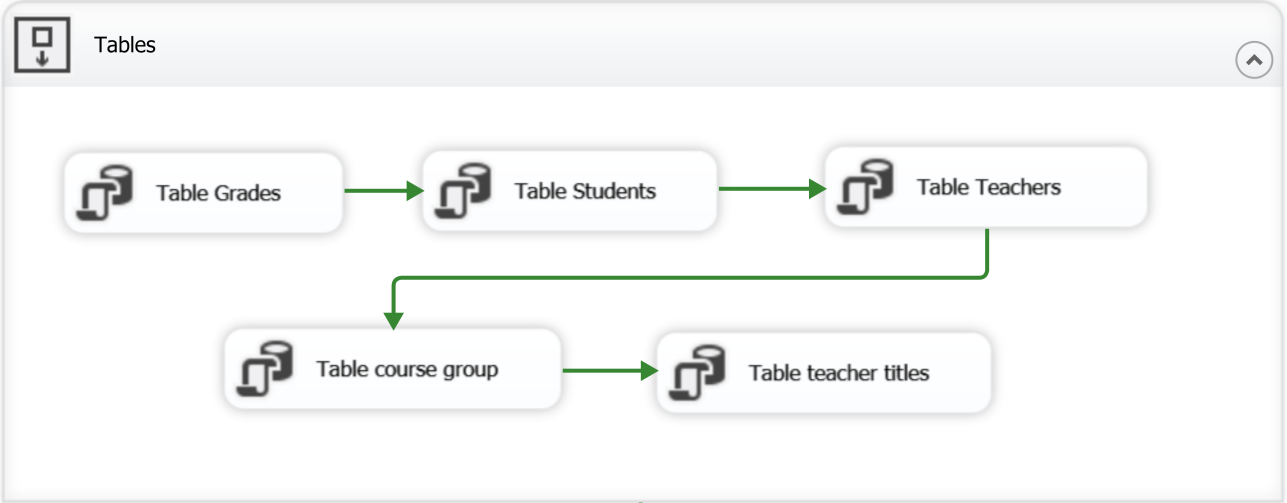 Tables
Table Grades
Table Students
Table Teachers
Table course group
Table teacher titles